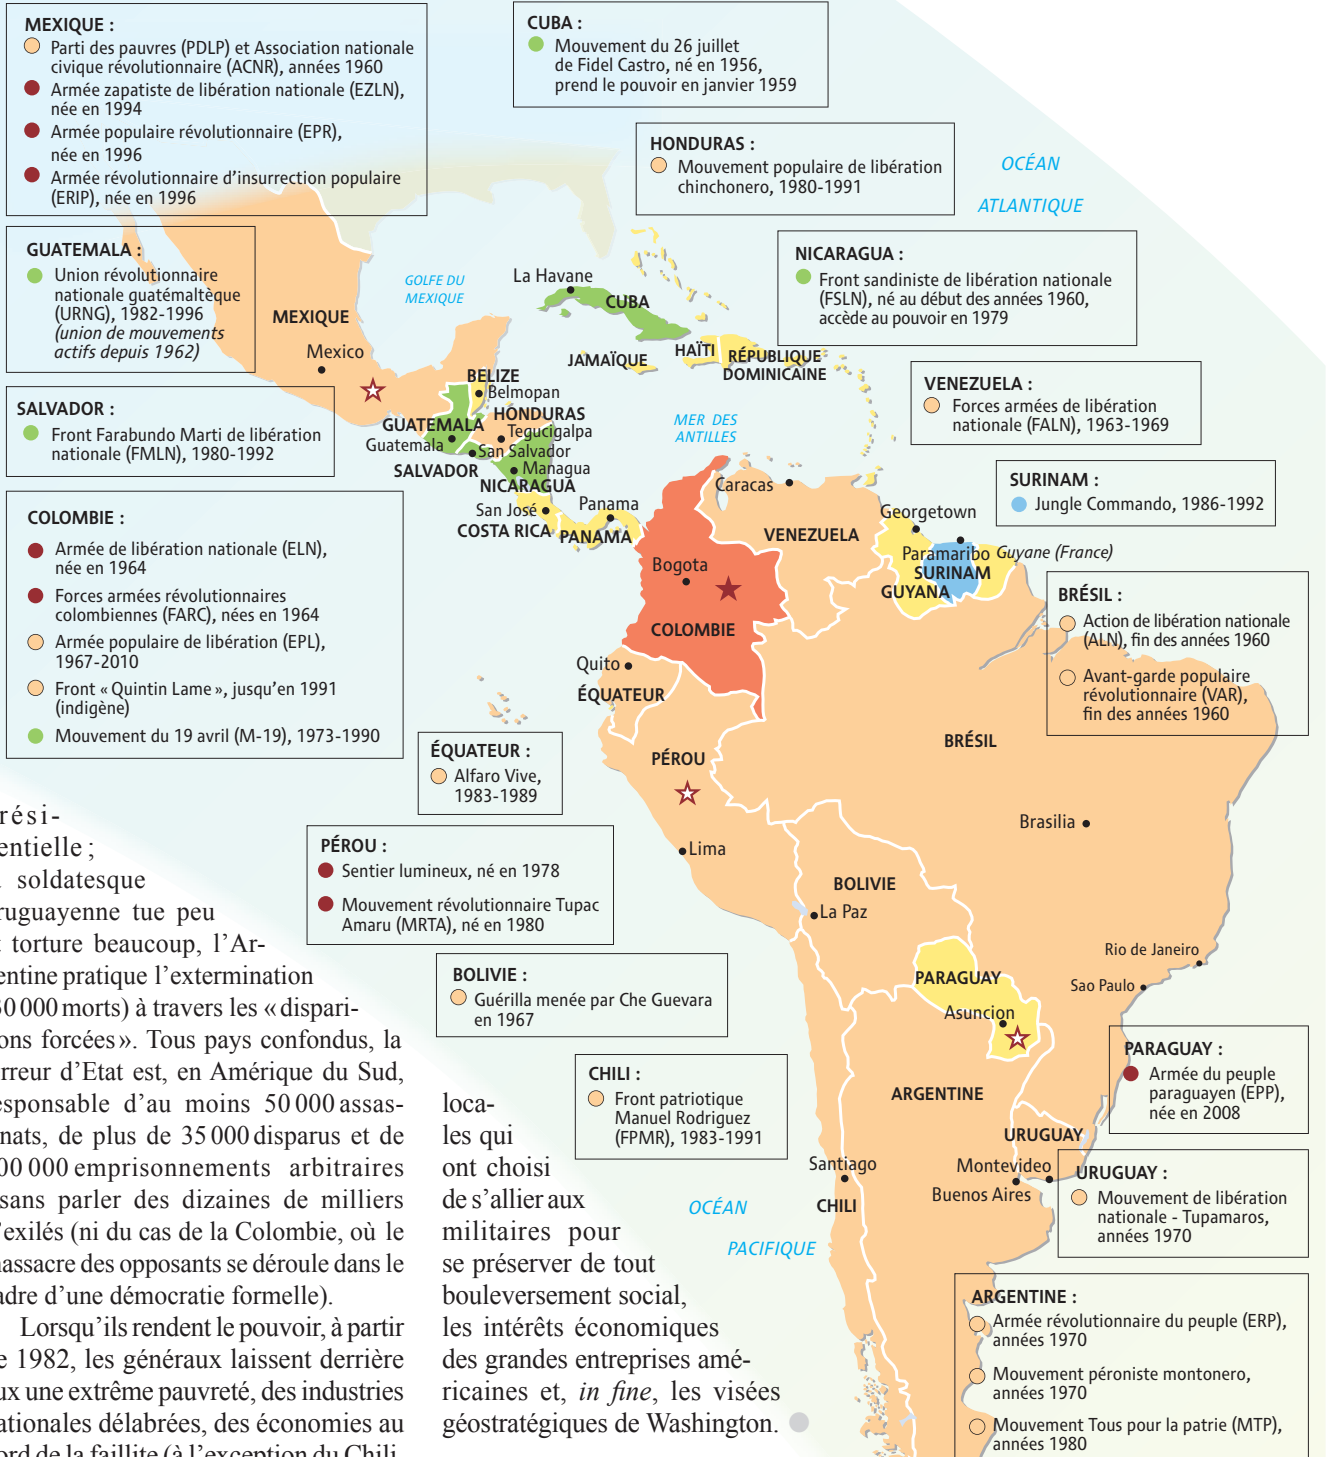 MEXIQUE :
Parti des pauvres (PDLP) et Association nationale
civique révolutionnaire (ACNR), années 1960
Armée zapatiste de libération nationale (EZLN),
née en 1994
Armée populaire révolutionnaire (EPR),
née en 1996
Armée révolutionnaire d'insurrection populaire
(ERIP), née en 1996
CUBA :
Mouvement du 26 juillet
de Fidel Castro, né en 1956,
prend le pouvoir en janvier 1959
HONDURAS :
Mouvement populaire de libération
chinchonero, 1980-1991
OCÉAN
ATLANTIQUE
GUATEMALA :
Union révolutionnaire
nationale guatémaltèque
(URNG), 1982-1996
(union de mouvements
actifs depuis 1962)
NICARAGUA :
Front sandiniste de libération nationale
(FSLN), né au début des années 1960,
accède au pouvoir en 1979
GOLFE DU
MEXIQUE
La Havane
CUBA
MEXIQUE
Mexico
JAMAÏQUE
HAÏTI
RÉPUBLIQUE
DOMINICAINE
BELIZE
Belmopan
VENEZUELA :
Forces armées de libération
nationale (FALN), 1963-1969
SALVADOR :
Front Farabundo Marti de libération
nationale (FMLN), 1980-1992
HONDURAS
Tegucigalpa
GUATEMALA
Guatemala
San Salvador
SALVADOR
Managua
NICARAGUA
MER DES
ANTILLES
San José
Panama
COSTA RICA
PANAMA
Caracas
VENEZUELA
SURINAM :
Jungle Commando, 1986-1992
Georgetown
Paramaribo
Guyane (France)
SURINAM
GUYANA
COLOMBIE :
Armée de libération nationale (ELN),
née en 1964
Forces armées révolutionnaires
colombiennes (FARC), nées en 1964
Armée populaire de libération (EPL),
1967-2010
Front « Quintin Lame », jusqu'en 1991
(indigène)
Mouvement du 19 avril (M-19), 1973-1990
Bogota
COLOMBIE
BRÉSIL :
Action de libération nationale
(ALN), fin des années 1960
Avant-garde populaire
révolutionnaire (VAR),
fin des années 1960
Quito
ÉQUATEUR
ÉQUATEUR :
Alfaro Vive,
1983-1989
PÉROU
BRÉSIL
Brasilia
Lima
PÉROU :
Sentier lumineux, né en 1978
Mouvement révolutionnaire Tupac
Amaru (MRTA), né en 1980
BOLIVIE
La Paz
BOLIVIE :
Guérilla menée par Che Guevara
en 1967
PARAGUAY
Asuncion
Rio de Janeiro
Sao Paulo
PARAGUAY :
Armée du peuple
paraguayen (EPP),
née en 2008
CHILI :
Front patriotique
Manuel Rodriguez
(FPMR), 1983-1991
ARGENTINE
URUGUAY
Santiago
CHILI
Montevideo
Buenos Aires
URUGUAY :
Mouvement de libération
nationale - Tupamaros,
années 1970
OCÉAN
PACIFIQUE
ARGENTINE :
Armée révolutionnaire du peuple (ERP),
années 1970
Mouvement péroniste montonero,
années 1970
Mouvement Tous pour la patrie (MTP),
années 1980
rési-
entielle ;
soldatesque
ruguayenne tue peu
t torture beaucoup, l'Ar-
entine pratique l'extermination
30 000 morts) à travers les « dispari-
ons forcées ». Tous pays confondus, la
rreur d'Etat est, en Amérique du Sud,
esponsable d'au moins 50 000 assas-
nats, de plus de 35 000 disparus et de
00 000 emprisonnements arbitraires
sans parler des dizaines de milliers
'exilés (ni du cas de la Colombie, où le
massacre des opposants se déroule dans le
adre d'une démocratie formelle).
Lorsqu'ils rendent le pouvoir, à partir
e 1982, les généraux laissent derrière
ux une extrême pauvreté, des industries
ationales délabrées, des économies au
ord de la faillite (à l'exception du Chili,
loca-
les qui
ont choisi
de s'allier aux
militaires pour
se préserver de tout
bouleversement social,
les intérêts économiques
des grandes entreprises amé-
ricaines et, in fine, les visées
géostratégiques de Washington.